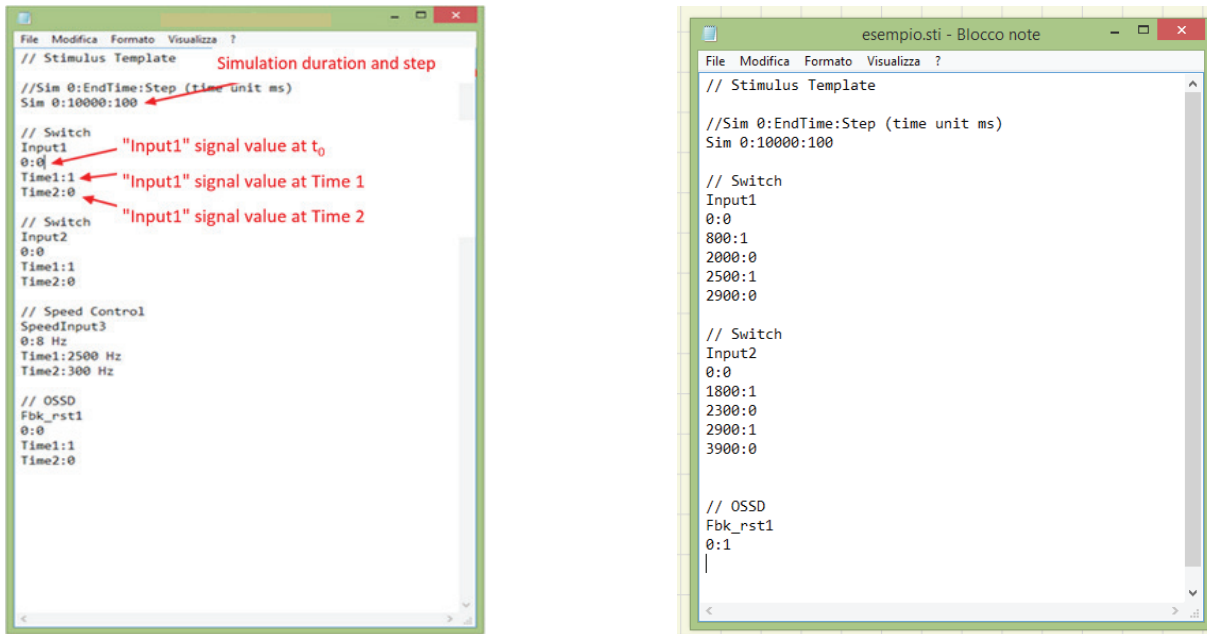 File Modifica Formato Visualizza ?
// Stimulus Template
Simulation duration and step
//Sim 0:EndTime:Step (time unit ms)
Sim 0:10000:100
// Switch
Input1
"Input1" signal value at t0
0:0
Time1:1
"Input1" signal value at Time 1
Time2:0
"Input1" signal value at Time 2
// Switch
Input2
0:0
Time1:1
Time2:0
// Speed Control
SpeedInput3
0:8 Hz
Time1:2500 Hz
Time2:300 Hz
// OSSD
Fbk_rst1
0:0
Time1:1
Time2:0
esempio.sti - Blocco note
File Modifica Formato Visualizza ?
// Stimulus Template
//Sim 0:EndTime:Step (time unit ms)
Sim 0:10000:100
// Switch
Input1
0:0
800:1
2000:0
2500:1
2900:0
// Switch
Input2
0:0
1800:1
2300:0
2900:1
3900:0
// OSSD
Fbk_rst1
0:1